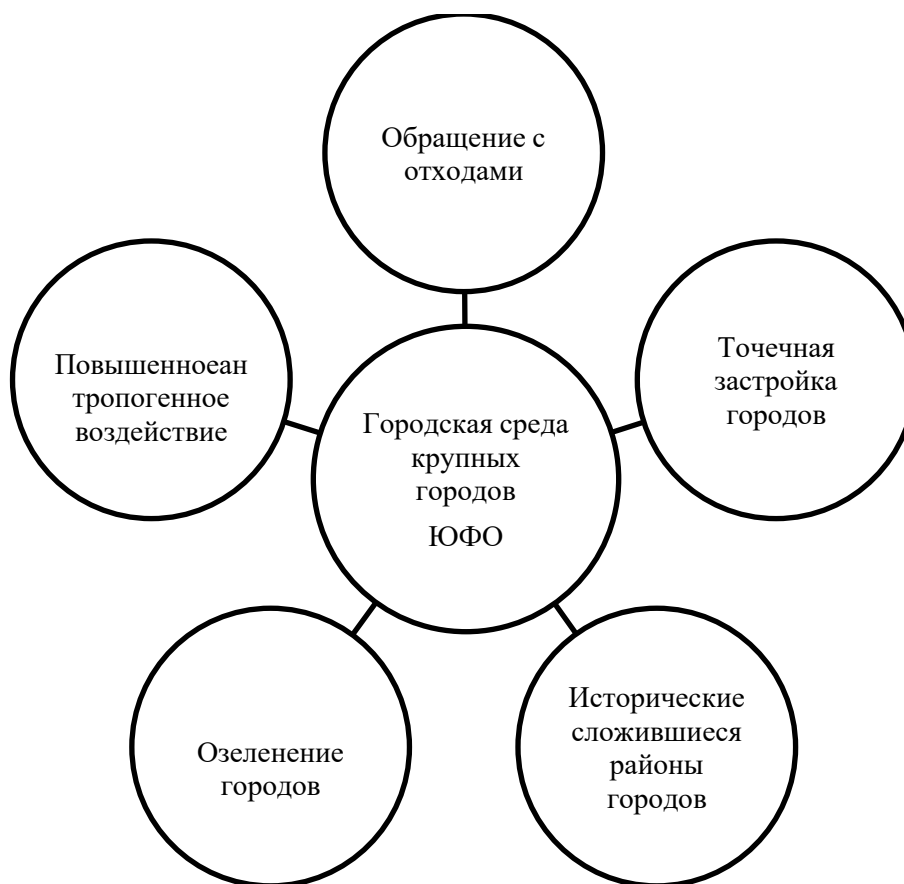 Обращение с
отходами
Повышенноеан
тропогенное
воздействие
Точечная
застройка
городов
Городская среда
крупных
городов
ЮФО
Озеленение
городов
Исторические
сложившиеся
районы
городов